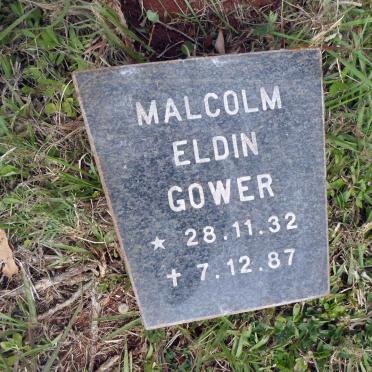 MALCOLM
ELDIN
GOWER
★ 28.11.32
✝ 7.12.87